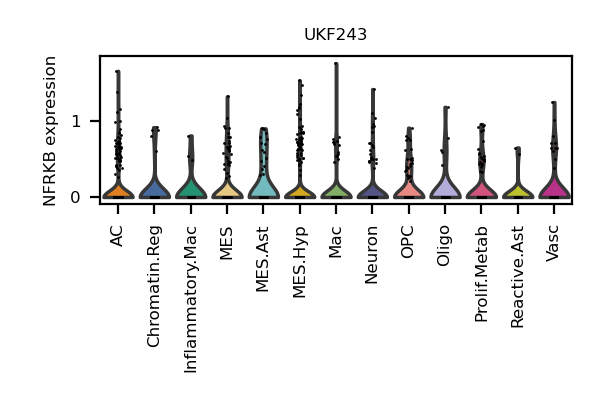 UKF243
NFRKB expression
1
0
AC
Chromatin.Reg
Inflammatory.Mac
MES
MES.Ast
MES.Hyp
Mac
Neuron
OPC
Oligo
Prolif.Metab
Reactive.Ast
Vasc